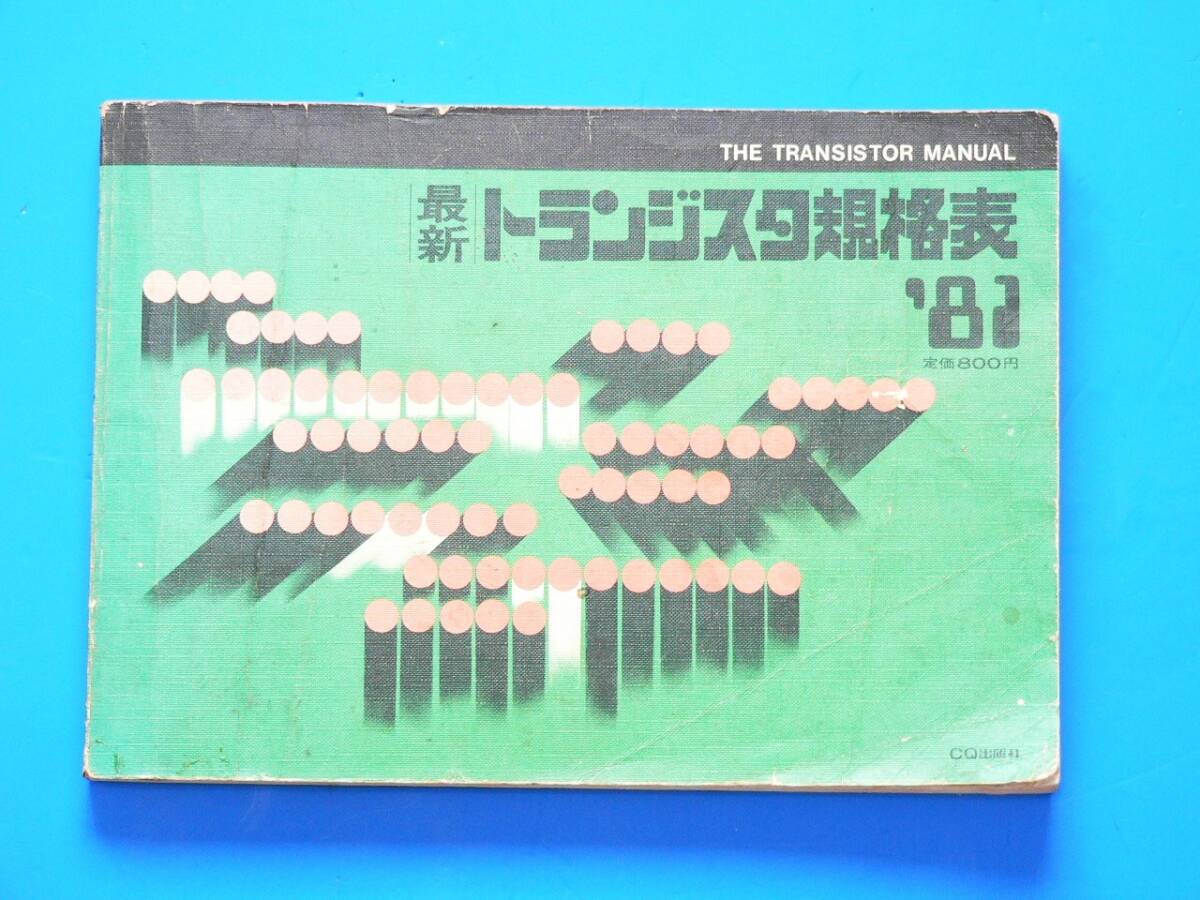 THE TRANSISTOR MANUAL
最新 トランジスタ規格表
'81
定価800円
CQ出版社